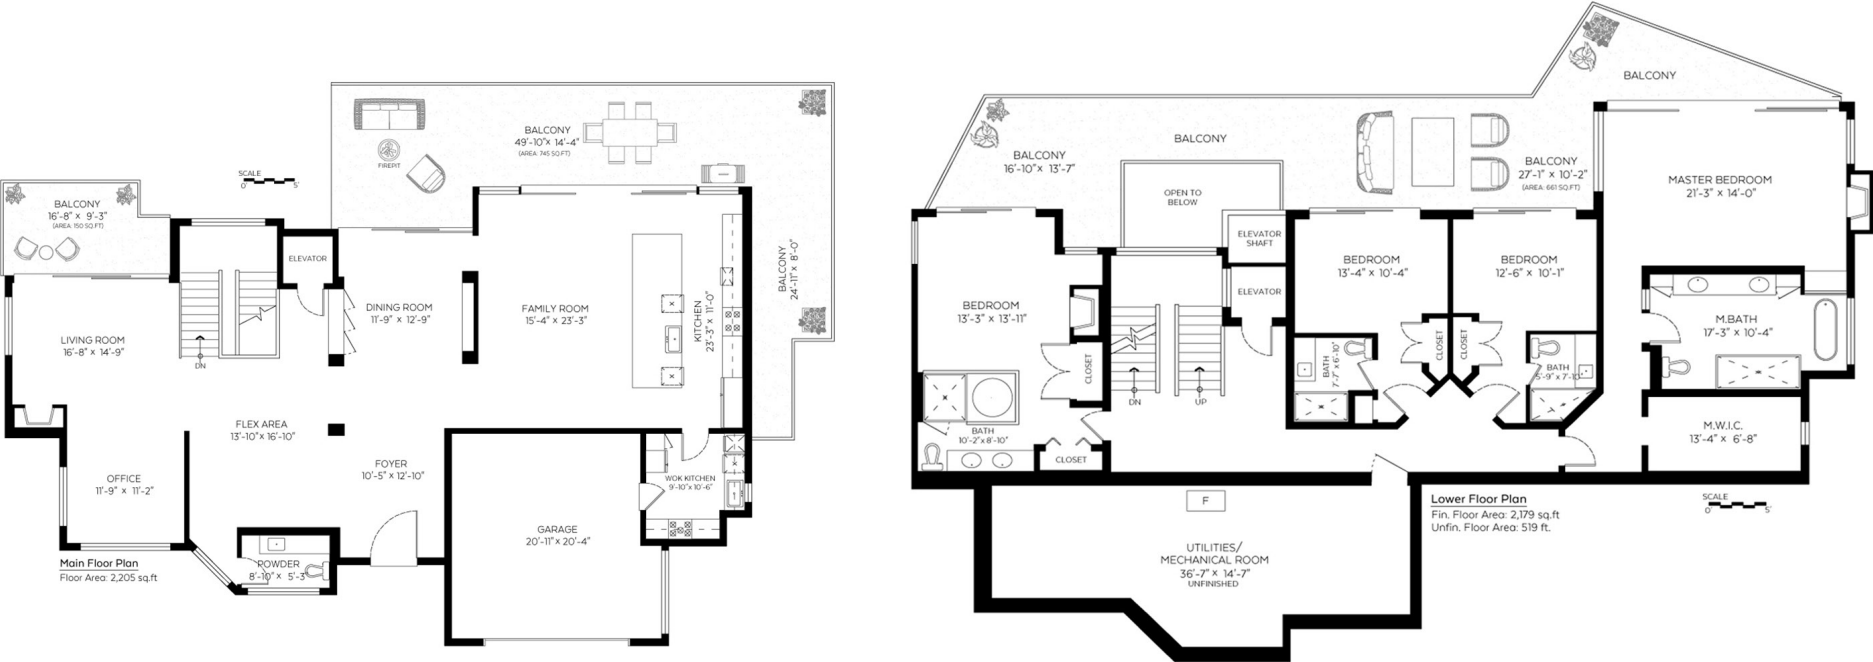 BALCONY
49'-10"x 14'-4"
(AREA: 745 SQ.FT)
FIREPIT
SCALE
0' 5'
BALCONY
16'-8" x 9'-3"
(AREA: 150 SQ.FT)
ELEVATOR
DN
LIVING ROOM
16'-8" x 14'-9"
DINING ROOM
11'-9" x 12'-9"
FAMILY ROOM
15'-4" x 23'-3"
KITCHEN
23'-3" x 11'-0"
BALCONY
24'-11" x 8'-0"
FLEX AREA
13'-10" x 16'-10"
FOYER
10'-5" x 12'-10"
OFFICE
11'-9" x 11'-2"
WOK KITCHEN
9'-10"x 10'-6"
GARAGE
20'-11" x 20'-4"
POWDER
8'-10" x 5'-3"
Main Floor Plan
Floor Area: 2,205 sq.ft
BALCONY
BALCONY
BALCONY
16'-10" x 13'-7"
BALCONY
27'-1" x 10'-2"
(AREA: 661 SQ.FT)
OPEN TO
BELOW
MASTER BEDROOM
21'-3" x 14'-0"
ELEVATOR
SHAFT
ELEVATOR
BEDROOM
13'-4" x 10'-4"
BEDROOM
12'-6" x 10'-1"
BEDROOM
13'-3" x 13'-11"
M.BATH
17'-3" x 10'-4"
CLOSET
CLOSET
CLOSET
BATH
7'-7" x 6'-10"
BATH
5'-9" x 7'-10"
DN
UP
BATH
10'-2" x 8'-10"
CLOSET
M.W.I.C.
13'-4" x 6'-8"
F
Lower Floor Plan
Fin. Floor Area: 2,179 sq.ft
Unfin. Floor Area: 519 ft.
SCALE
0' 5'
UTILITIES/
MECHANICAL ROOM
36'-7" x 14'-7"
UNFINISHED